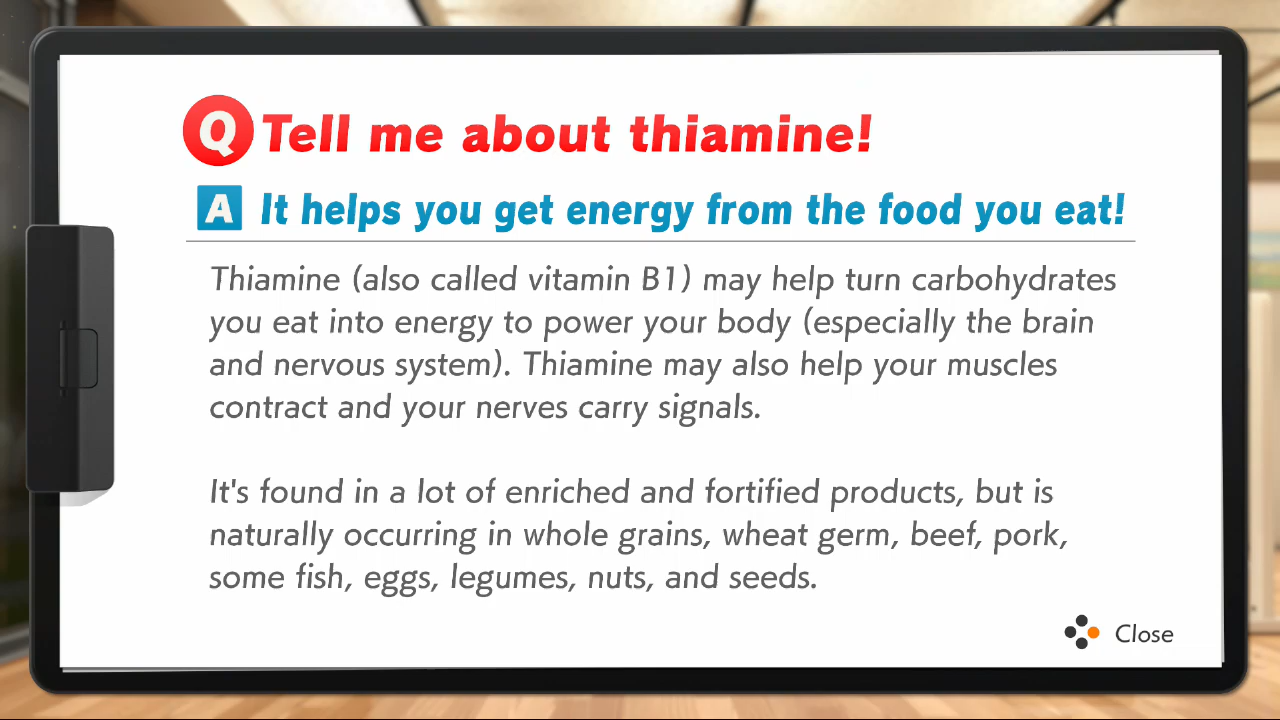 Q Tell me about thiamine!
A It helps you get energy from the food you eat!
Thiamine (also called vitamin B1) may help turn carbohydrates
you eat into energy to power your body (especially the brain
and nervous system). Thiamine may also help your muscles
contract and your nerves carry signals.
It's found in a lot of enriched and fortified products, but is
naturally occurring in whole grains, wheat germ, beef, pork,
some fish, eggs, legumes, nuts, and seeds.
Close